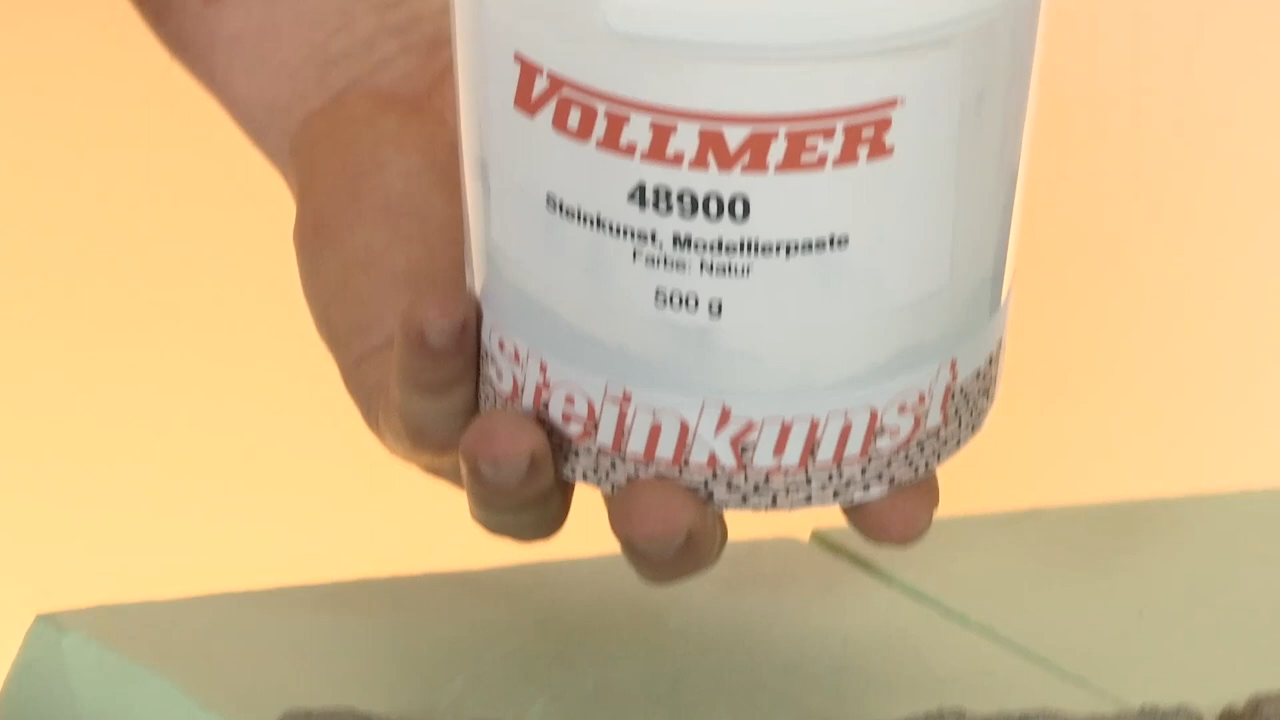 VOLLMER
48900
Steinkunst, Modellierpaste
Farbe: Natur
500 g
steinkunst